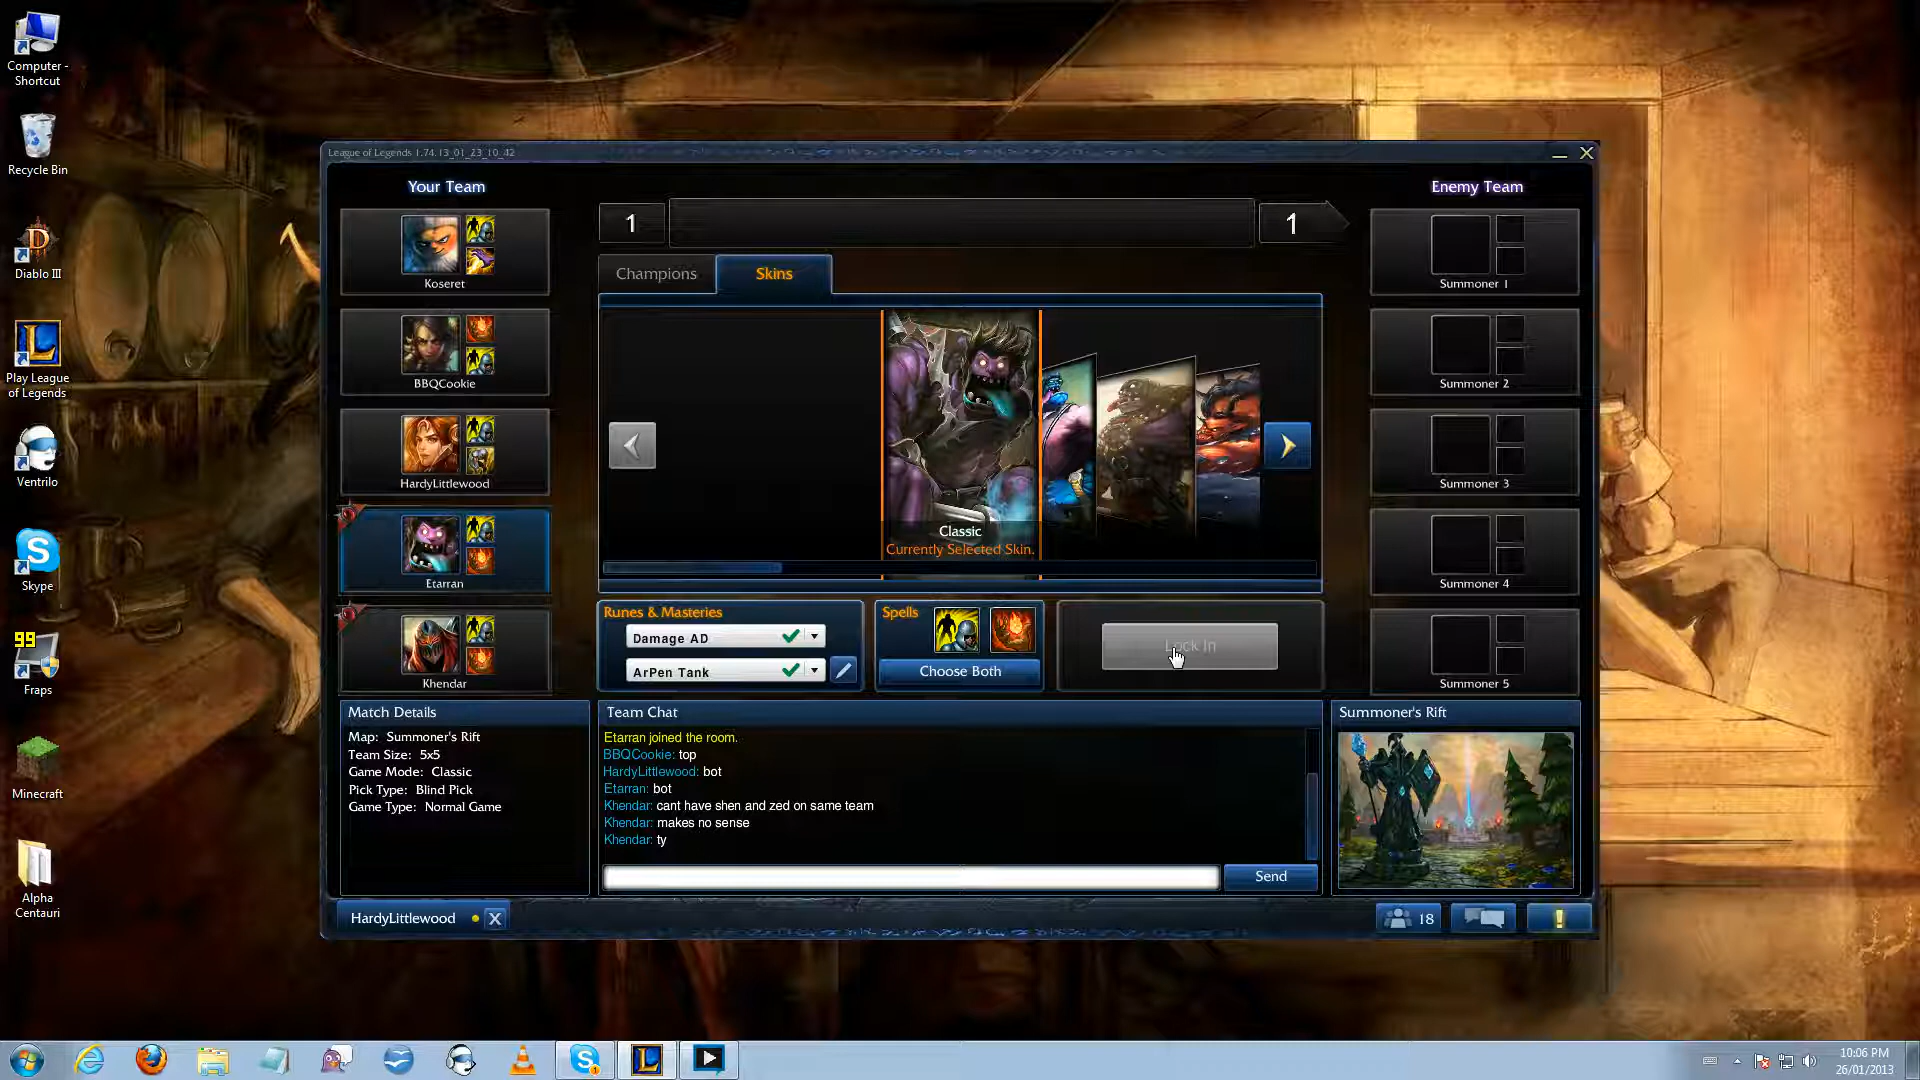 Computer -
Shortcut
Recycle Bin
Diablo III
Play League
of Legends
Ventrilo
Skype
99
Fraps
Minecraft
Alpha
Centauri
League of Legends 1.74.13_01_23_10_42
Your Team
Koseret
BBQCookie
HardyLittlewood
Etarran
Khendar
1
1
Champions
Skins
Classic
Currently Selected Skin.
Runes & Masteries
Damage AD
ArPen Tank
Spells
Choose Both
Lock In
Enemy Team
Summoner 1
Summoner 2
Summoner 3
Summoner 4
Summoner 5
Match Details
Map: Summoner's Rift
Team Size: 5x5
Game Mode: Classic
Pick Type: Blind Pick
Game Type: Normal Game
Team Chat
Etarran joined the room.
BBQCookie: top
HardyLittlewood: bot
Etarran: bot
Khendar: cant have shen and zed on same team
Khendar: makes no sense
Khendar: ty
Send
Summoner's Rift
HardyLittlewood
X
18
!
10:06 PM
26/01/2013